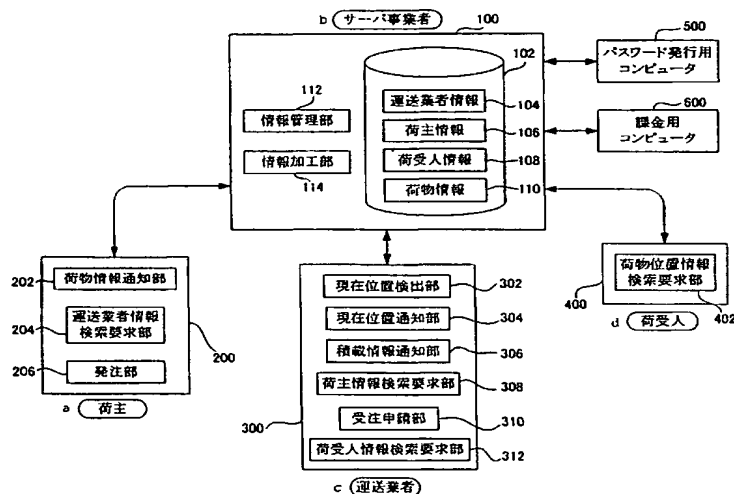 b サーバ事業者
100
102
運送業者情報
104
荷主情報
106
荷受人情報
108
荷物情報
110
112
情報管理部
情報加工部
114
500
パスワード発行用
コンピュータ
600
課金用
コンピュータ
202
荷物情報通知部
204
運送業者情報
検索要求部
206
発注部
200
a 荷主
300
現在位置検出部
302
現在位置通知部
304
積載情報通知部
306
荷主情報検索要求部
308
受注申請部
310
荷受人情報検索要求部
312
c 運送業者
400
荷物位置情報
検索要求部
402
d 荷受人